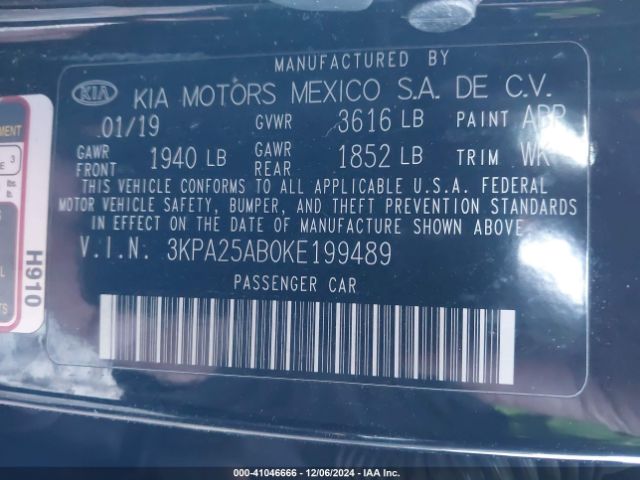 MANUFACTURED BY
KIA KIA MOTORS MEXICO S.A. DE C.V.
01/19 GVWR 3616 LB PAINT ABP
GAWR FRONT 1940 LB GAWR REAR 1852 LB TRIM WK
THIS VEHICLE CONFORMS TO ALL APPLICABLE U.S.A. FEDERAL
MOTOR VEHICLE SAFETY, BUMPER, AND THEFT PREVENTION STANDARDS
IN EFFECT ON THE DATE OF MANUFACTURE SHOWN ABOVE.
V.I.N. 3KPA25AB0KE199489
PASSENGER CAR
H910
3
000-41046666 - 12/06/2024 - IAA Inc.